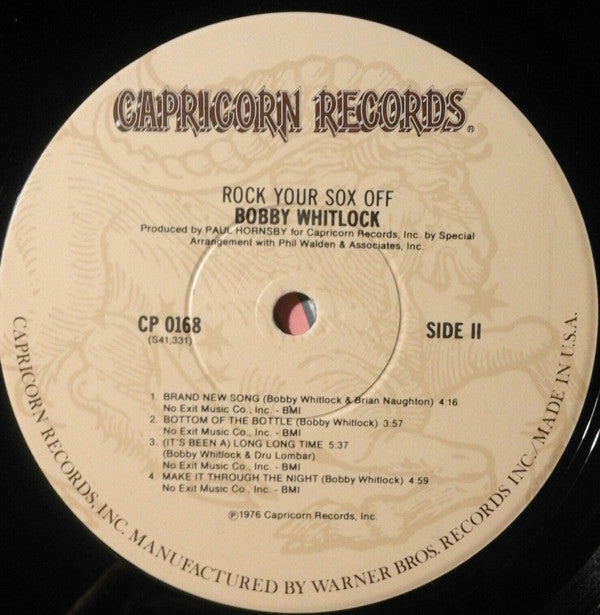 CAPRICORN RECORDS®
ROCK YOUR SOX OFF
BOBBY WHITLOCK
Produced by PAUL HORNSBY for Capricorn Records, Inc. by Special
Arrangement with Phil Walden & Associates, Inc.
CP 0168
(S41,331)
SIDE II
1. BRAND NEW SONG (Bobby Whitlock & Brian Naughton) 4:16
No Exit Music Co., Inc. - BMI
2. BOTTOM OF THE BOTTLE (Bobby Whitlock) 3:57
No Exit Music Co., Inc. - BMI
3. (IT'S BEEN A) LONG LONG TIME 5:37
(Bobby Whitlock & Dru Lombar)
No Exit Music Co., Inc. - BMI
4 MAKE IT THROUGH THE NIGHT (Bobby Whitlock) 4 59
No Exit Music Co., Inc. - BMI
℗1976 Capricorn Records, Inc.
CAPRICORN RECORDS, INC. MANUFACTURED BY WARNER BROS. RECORDS INC./MADE IN U.S.A.